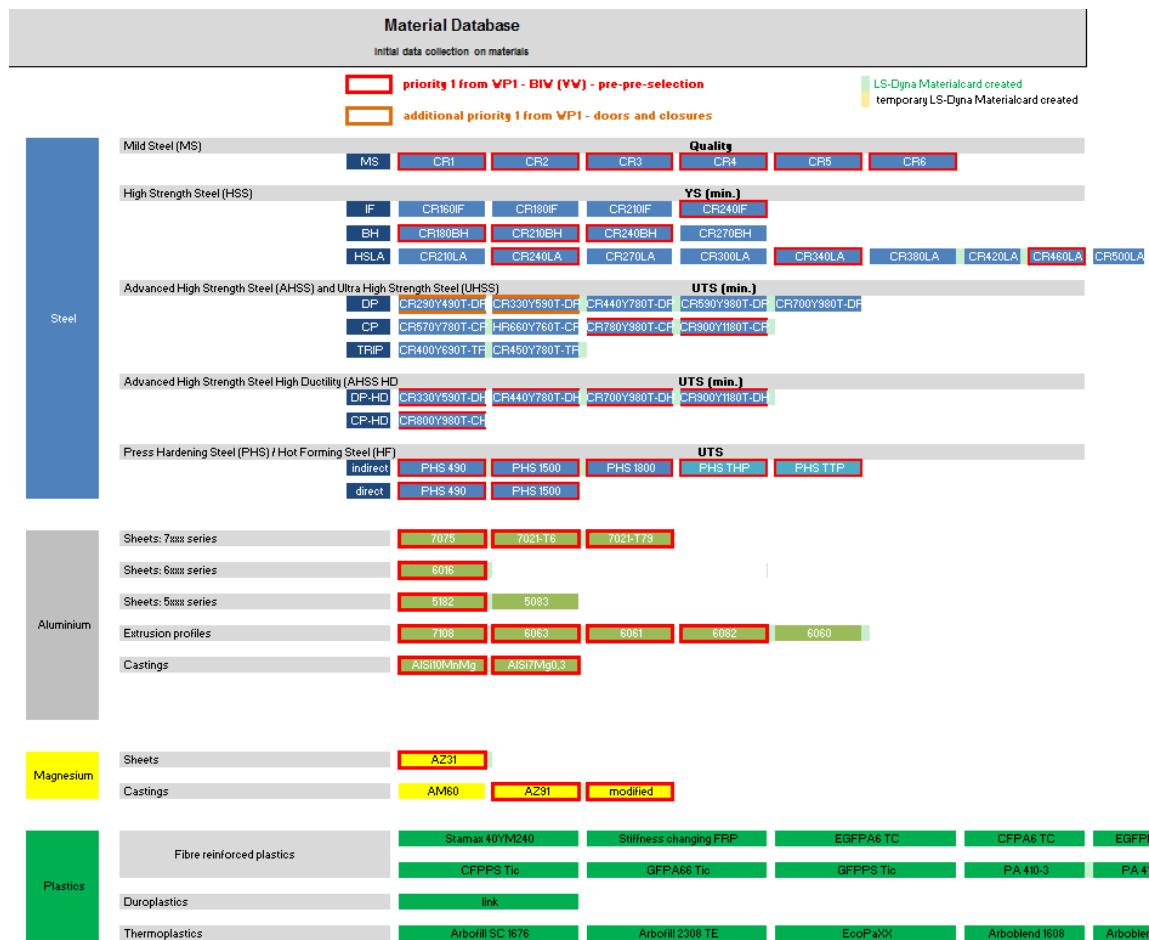 Material Database
Initial data collection on materials
priority 1 from WP1 - BIW (VW) - pre-pre-selection
LS-Dyna Materialcard created
temporary LS-Dyna Materialcard created
additional priority 1 from WP1 - doors and closures
Mild Steel (MS) Quality
MS CR1 CR2 CR3 CR4 CR5 CR6
High Strength Steel (HSS) YS (min.)
IF CR160IF CR180IF CR210IF CR240IF
BH CR180BH CR210BH CR240BH CR270BH
HSLA CR210LA CR240LA CR270LA CR300LA CR340LA CR380LA CR420LA CR460LA CR500LA
Advanced High Strength Steel (AHSS) and Ultra High Strength Steel (UHSS) UTS (min.)
Steel
DP CR290Y490T-DP CR330Y590T-DP CR440Y780T-DP CR590Y980T-DP CR700Y980T-DP
CP CR570Y780T-CP HR660Y760T-CP CR780Y980T-CP CR900Y1180T-CP
TRIP CR400Y690T-TP CR450Y780T-TP
Advanced High Strength Steel High Ductility (AHSS HD UTS (min.)
DP-HD CR330Y590T-DH CR440Y780T-DH CR700Y980T-DH CR900Y1180T-DH
CP-HD CR800Y980T-CH
Press Hardening Steel (PHS) / Hot Forming Steel (HF) UTS
indirect PHS 490 PHS 1500 PHS 1800 PHS THP PHS TTP
direct PHS 490 PHS 1500
Aluminium
Sheets: 7xxx series 7075 7021-T6 7021-T79
Sheets: 6xxx series 6016
Sheets: 5xxx series 5182 5083
Extrusion profiles 7108 6063 6061 6082 6060
Castings AlSi10MnMg AlSi7Mg0,3
Magnesium
Sheets AZ31
Castings AM60 AZ91 modified
Plastics
Fibre reinforced plastics
Stamax 40YM240 Stiffness changing FRP EGFPA6 TC CFPA6 TC EGFP
CFPPS Tic GFPA66 Tic GFPPS Tic PA 410-3 PA 4
Duroplastics link
Thermoplastics Arbofill SC 1676 Arbofill 2308 TE EcoPaXX Arboblend 1608 Arboblen